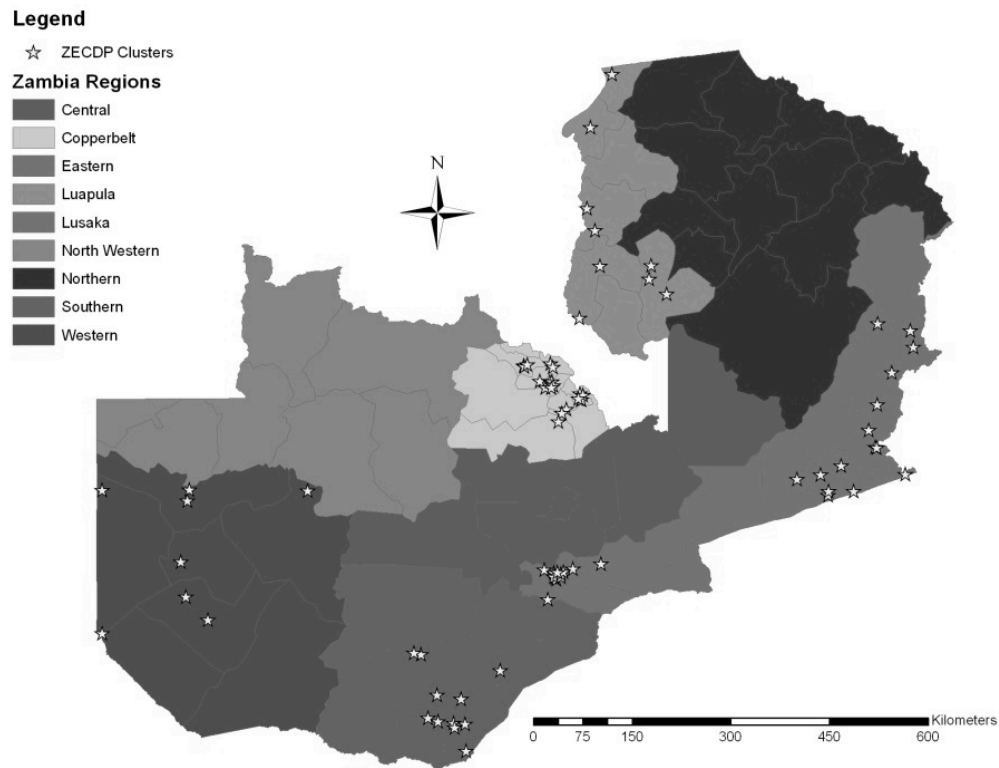 Legend
ZECDP Clusters
Zambia Regions
Central
Copperbelt
Eastern
Luapula
Lusaka
North Western
Northern
Southern
Western
N
Kilometers
0 75 150 300 450 600